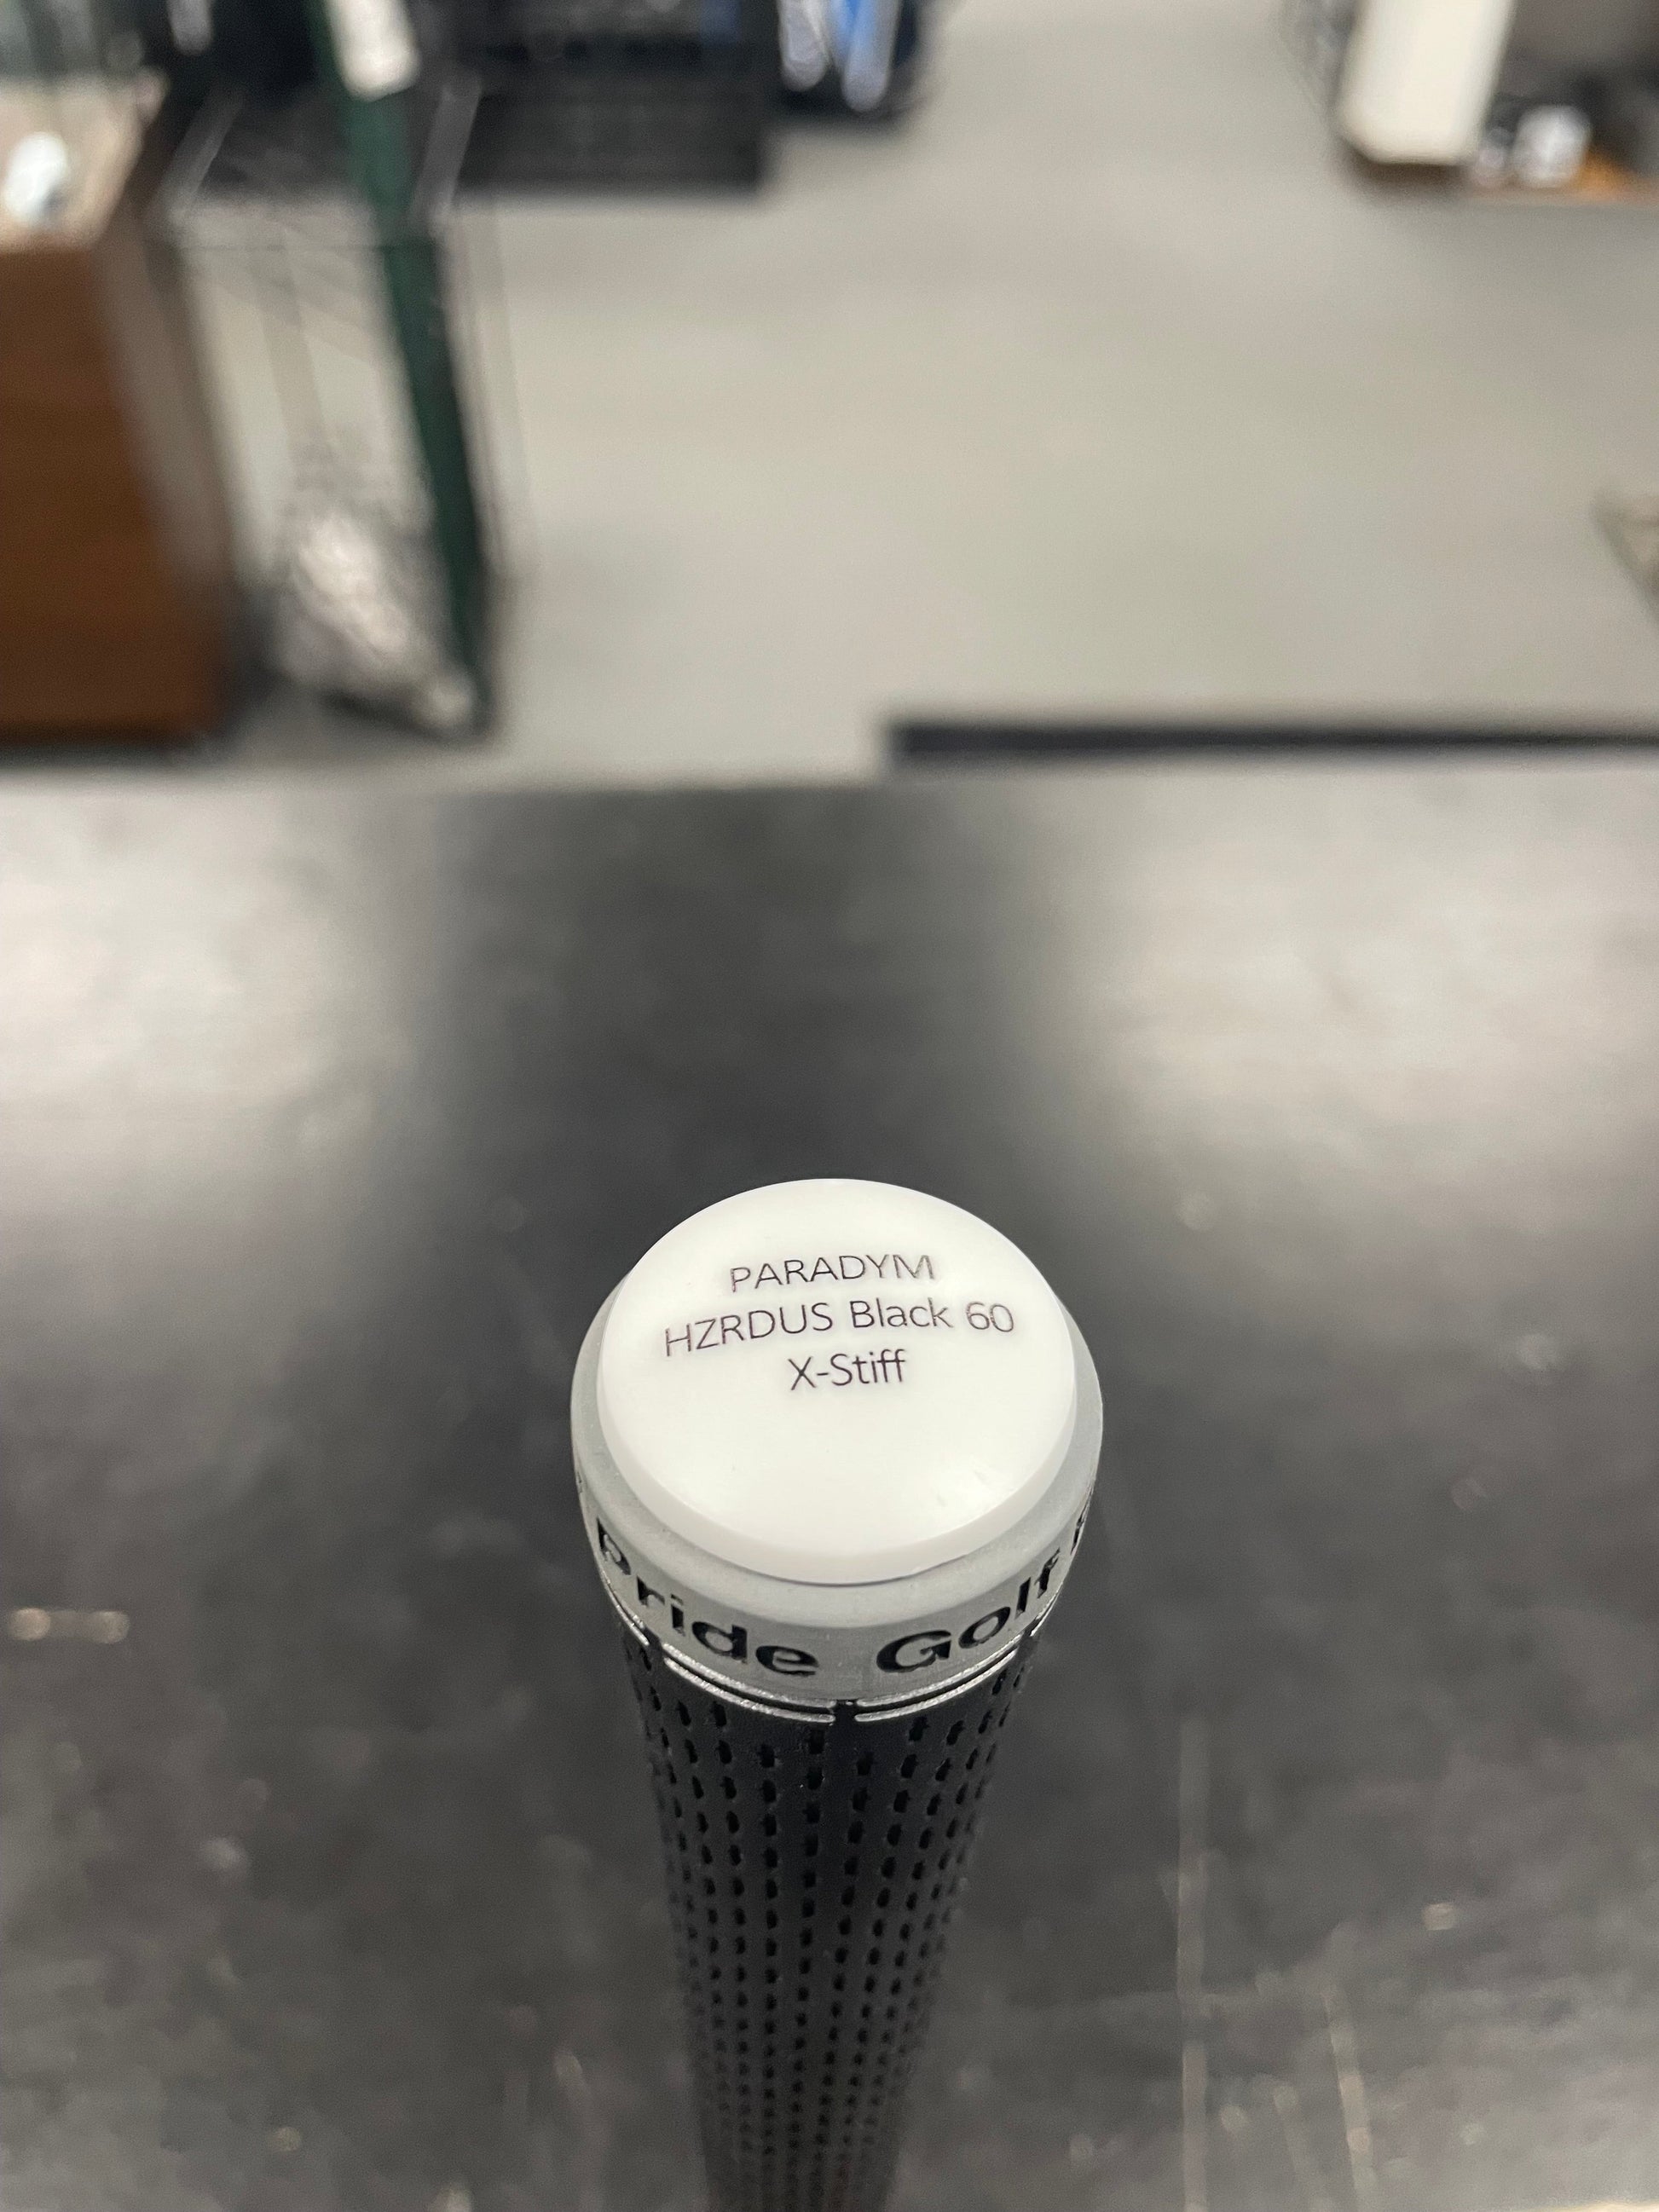 PARADYM
HZRDUS Black 60
X-Stiff
Pride Golf